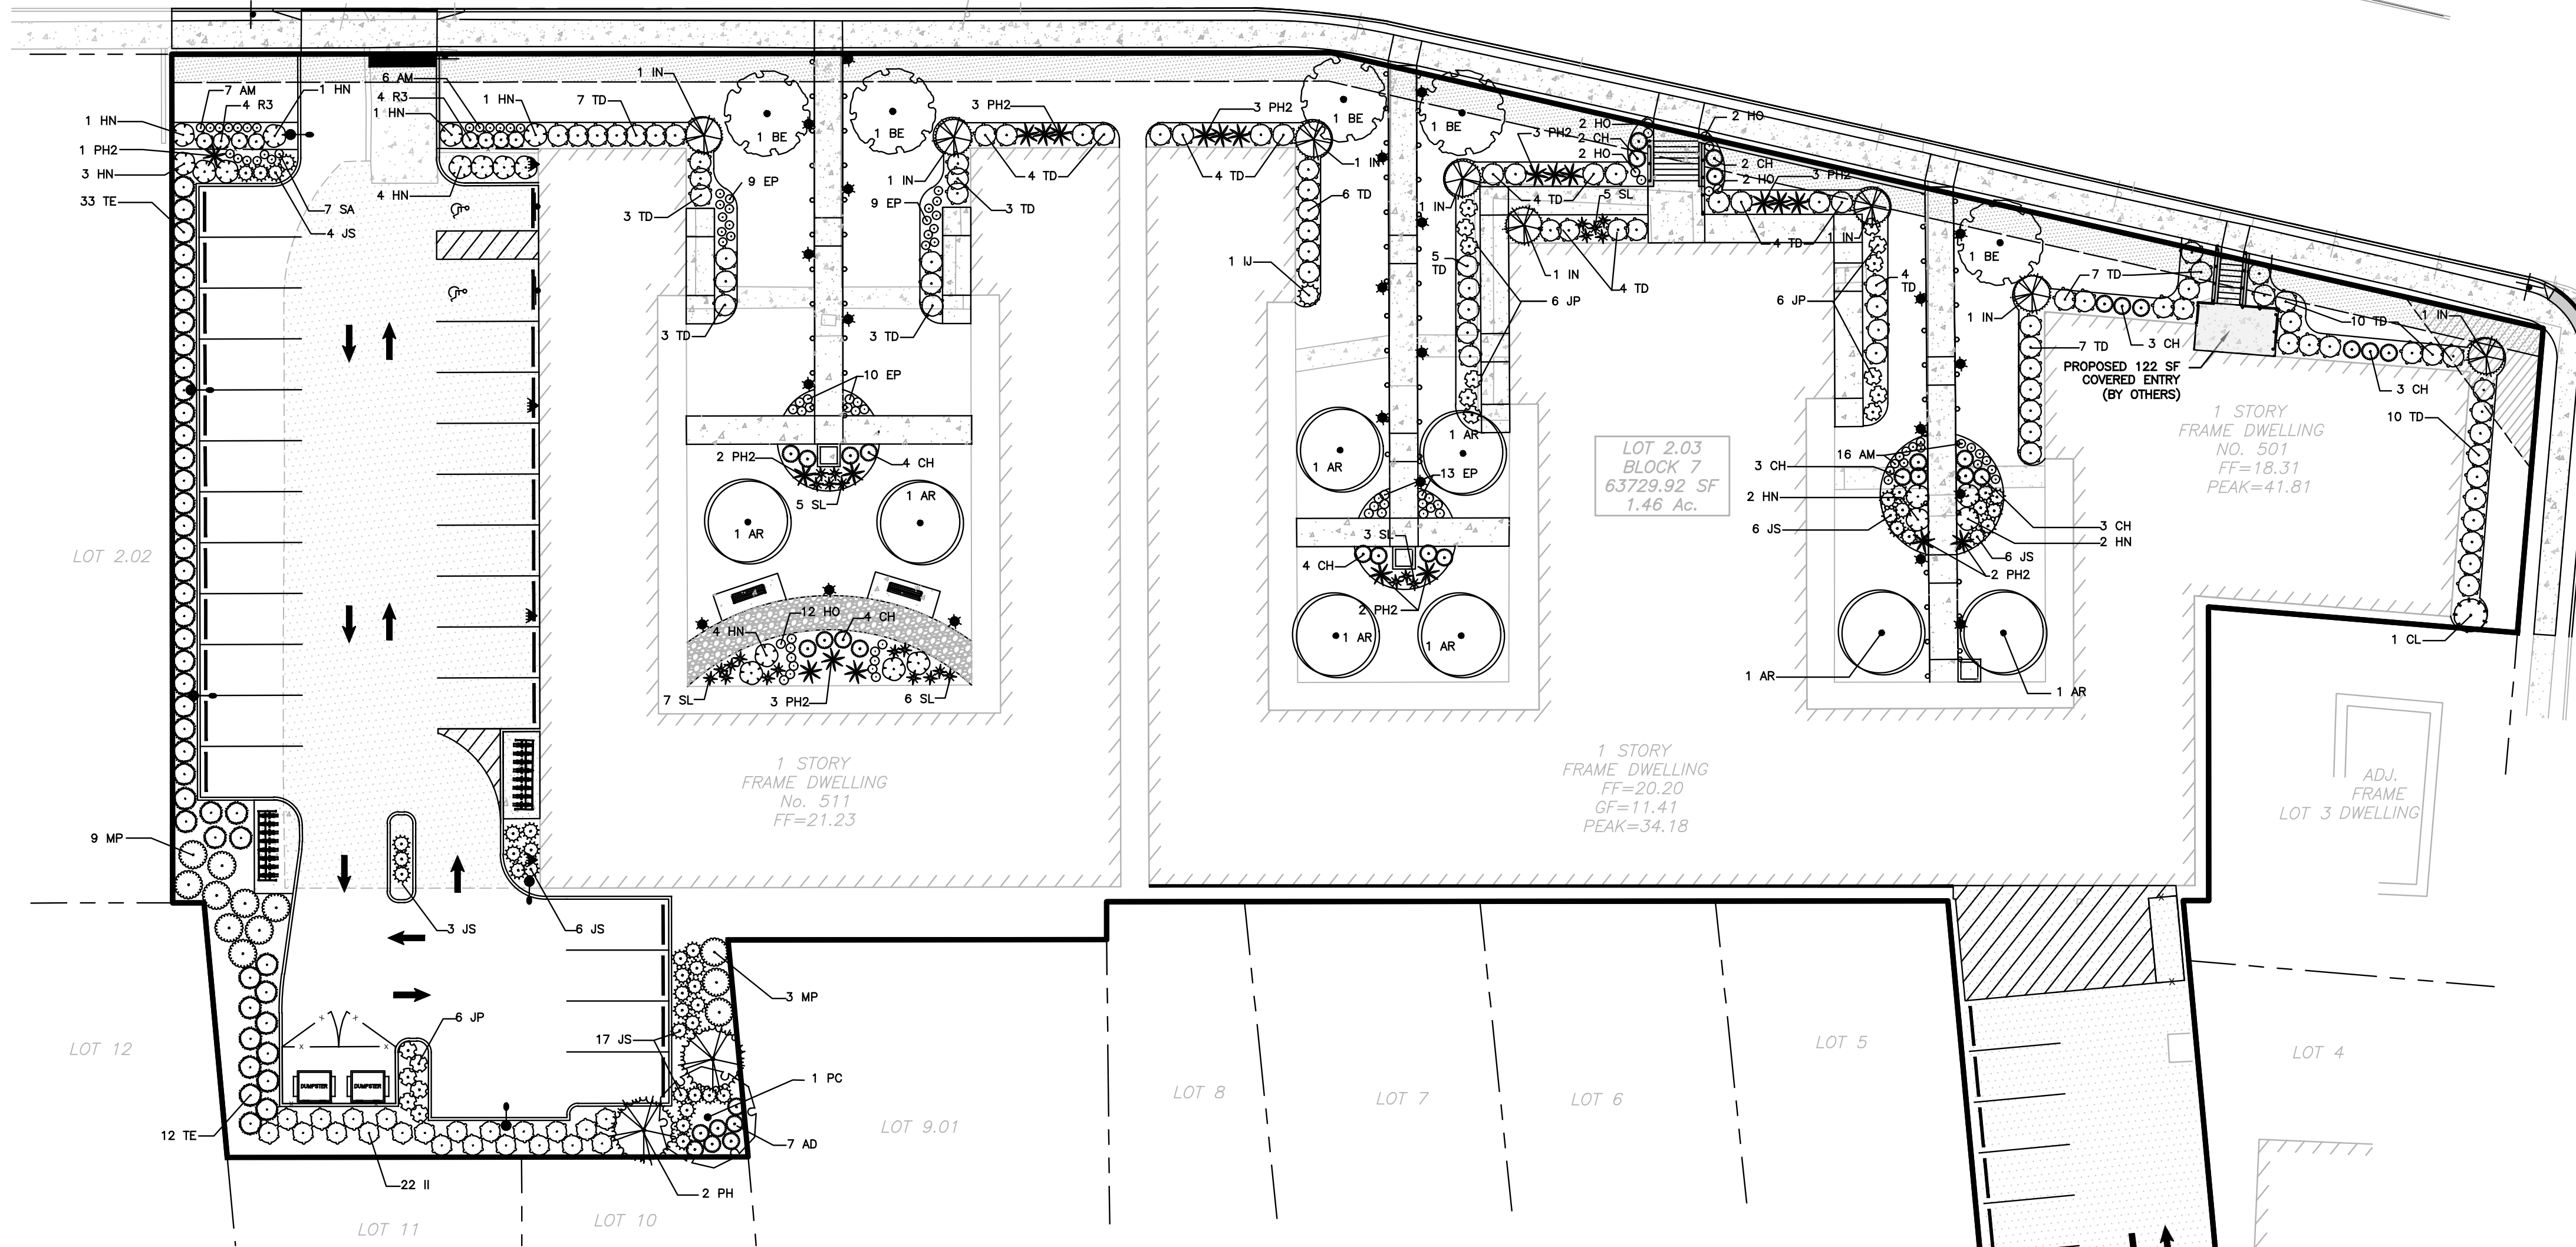 6 AM
1 IN
7 AM
1 HN
4 R3
4 R3
1 HN
7 TD
3 PH2
3 PH2
1 HN
1 HN
1 BE
1 BE
1 BE
1 BE
2 HO
2 HO
3 PH2
2 CH
1 PH2
2 HO
1 IN
2 CH
3 HN
1 IN
4 TD
4 TD
2 HO
3 PH2
9 EP
4 HN
33 TE
7 SA
9 EP
3 TD
3 TD
6 TD
1 IN
4 TD
5 SL
4 JS
4 TD
1 IN
1 BE
1 IJ
5
TD
1 IN
4 TD
4
TD
7 TD
6 JP
6 JP
1 IN
10 TD
1 IN
3 TD
3 TD
3 CH
7 TD
PROPOSED 122 SF
COVERED ENTRY
(BY OTHERS)
10 EP
3 CH
1 STORY
FRAME DWELLING
NO. 501
FF=18.31
PEAK=41.81
10 TD
2 PH2
4 CH
1 AR
1 AR
13 EP
LOT 2.03
BLOCK 7
63729.92 SF
1.46 Ac.
16 AM
3 CH
2 HN
6 JS
3 CH
2 HN
6 JS
2 PH2
5 SL
1 AR
1 AR
3 SL
4 CH
2 PH2
LOT 2.02
12 HO
4 CH
4 HN
1 AR
1 AR
1 CL
7 SL
3 PH2
6 SL
1 AR
1 AR
1 STORY
FRAME DWELLING
No. 511
FF=21.23
1 STORY
FRAME DWELLING
FF=20.20
GF=11.41
PEAK=34.18
ADJ.
FRAME
LOT 3 DWELLING
9 MP
3 JS
6 JS
3 MP
6 JP
17 JS
1 PC
DUMPSTER
DUMPSTER
LOT 12
12 TE
7 AD
22 II
2 PH
LOT 11
LOT 10
LOT 9.01
LOT 8
LOT 7
LOT 6
LOT 5
LOT 4